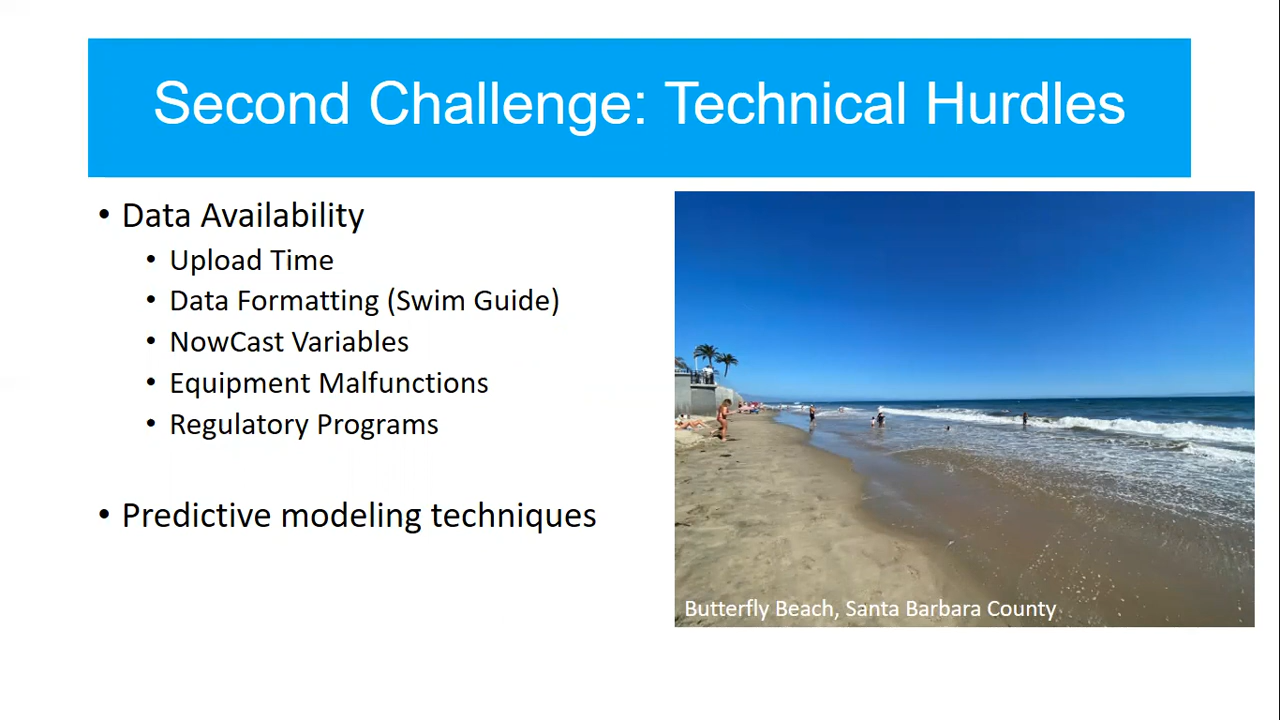 Second Challenge: Technical Hurdles
• Data Availability
• Upload Time
• Data Formatting (Swim Guide)
• NowCast Variables
• Equipment Malfunctions
• Regulatory Programs
• Predictive modeling techniques
Butterfly Beach, Santa Barbara County